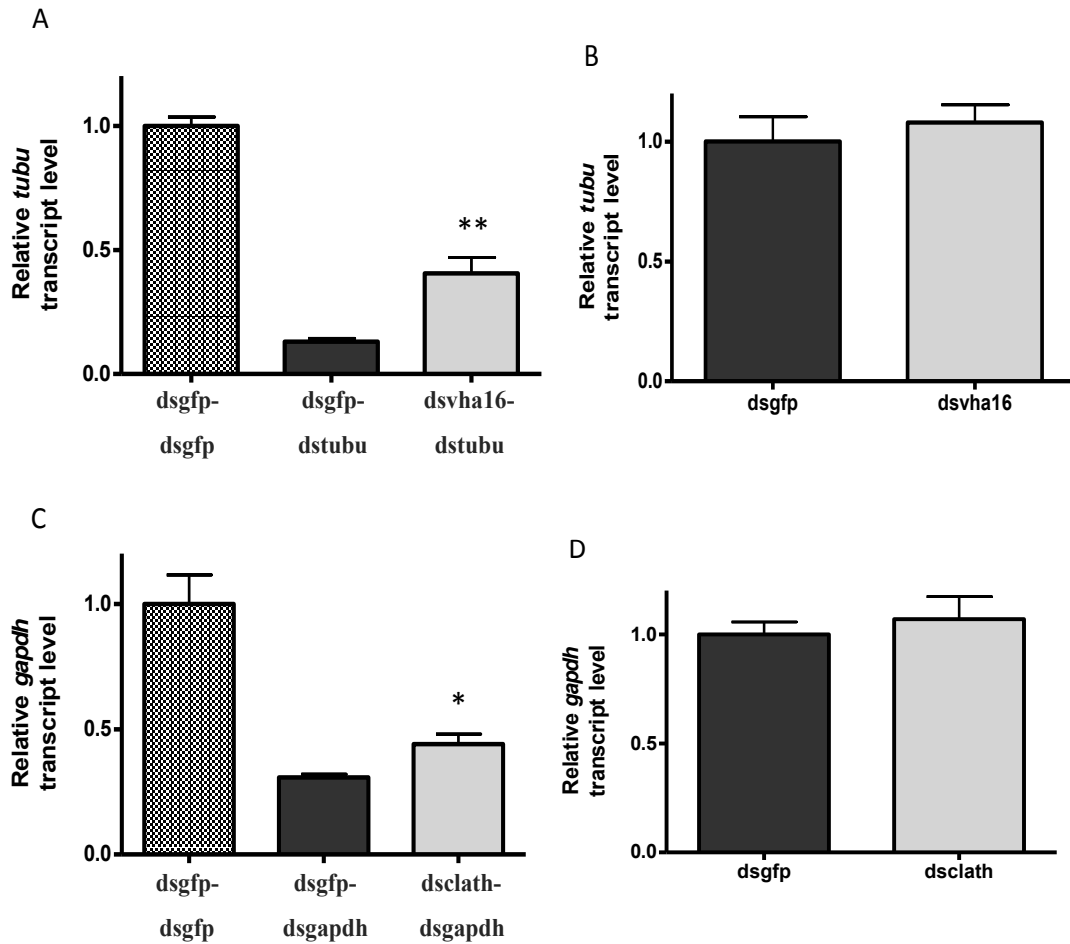 A
Relative tubu
transcript level
1.0
0.5
0.0
**
dsgfp-
dsgfp
dsgfp-
dstubu
dsvha16-
dstubu
B
Relative tubu
transcript level
1.0
0.5
0.0
dsgfp
dsvha16
C
Relative gapdh
transcript level
1.0
0.5
0.0
*
dsgfp-
dsgfp
dsgfp-
dsgapdh
dsclath-
dsgapdh
D
Relative gapdh
transcript level
1.0
0.5
0.0
dsgfp
dsclath